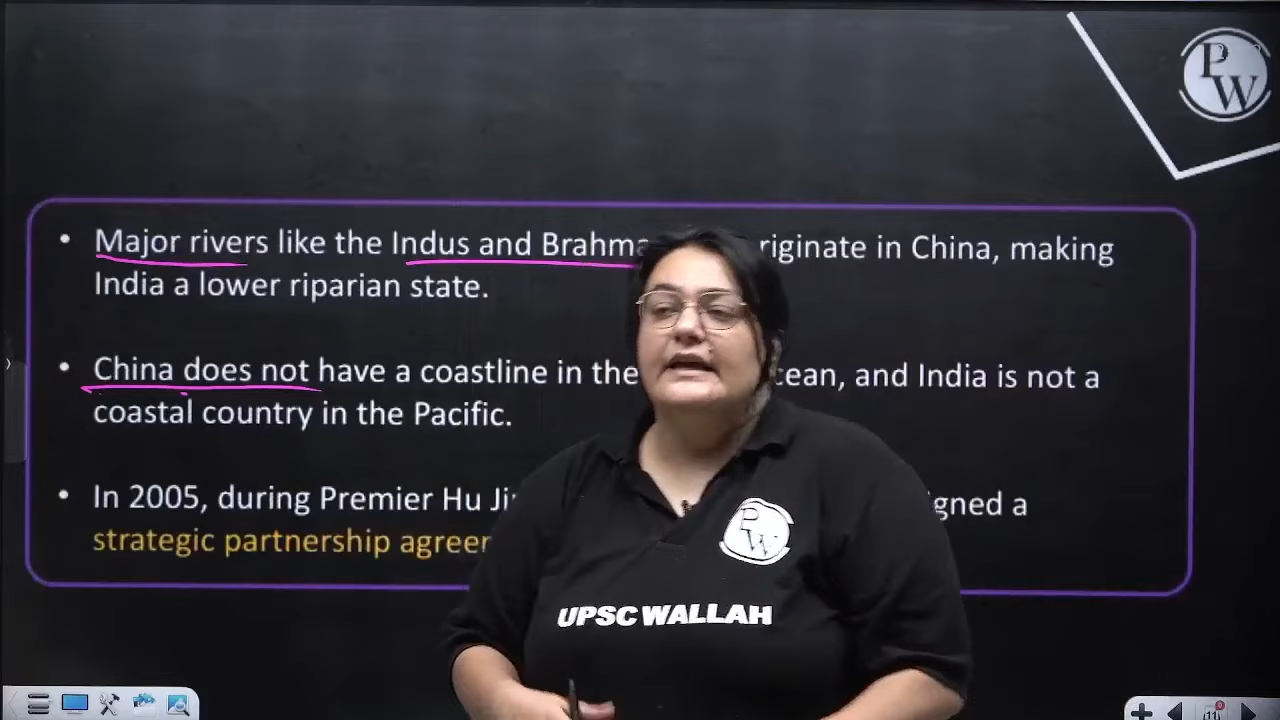 PW
Major rivers like the Indus and Brahma riginate in China, making
India a lower riparian state.
China does not have a coastline in the cean, and India is not a
coastal country in the Pacific.
In 2005, during Premier Hu Ji gned a
strategic partnership agree
PW
UPSC WALLAH